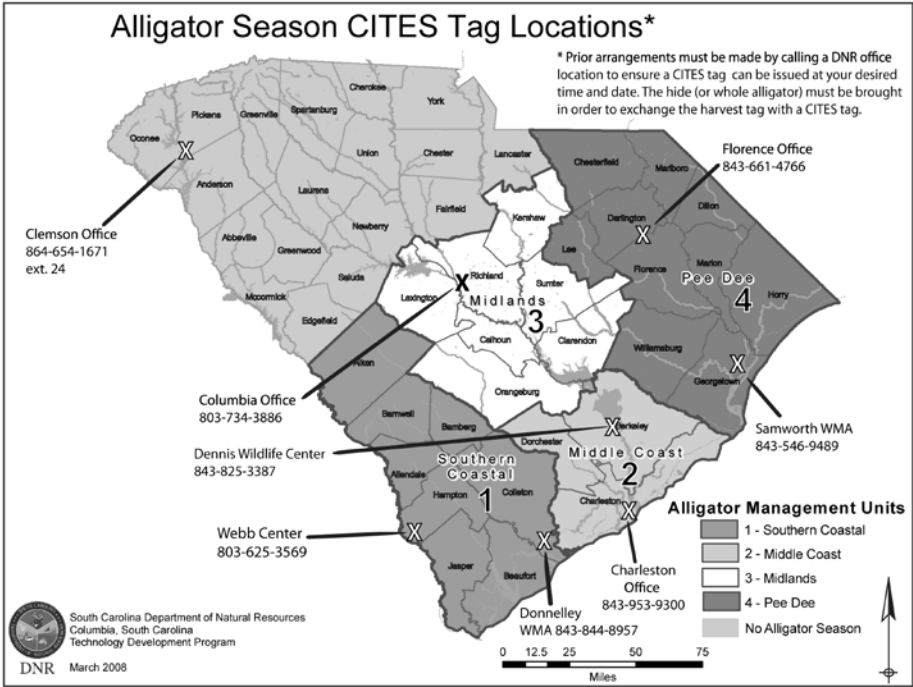 Alligator Season CITES Tag Locations*
* Prior arrangements must be made by calling a DNR office
location to ensure a CITES tag can be issued at your desired
time and date. The hide (or whole alligator) must be brought
in order to exchange the harvest tag with a CITES tag.
Cherokee
York
Pickens
Greenville
Spartanburg
Oconee
Union
Chester
Lancaster
Chesterfield
Marlboro
Florence Office
843-661-4766
Anderson
Laurens
Fairfield
Kershaw
Darlington
Dillon
Clemson Office
864-654-1671
ext. 24
Abbeville
Greenwood
Newberry
Lee
Florence
Marion
Pee Dee
4
Horry
Saluda
Richland
Sumter
Mccormick
Lexington
Midlands
3
Edgefield
Calhoun
Clarendon
Williamsburg
Aiken
Orangeburg
Georgetown
Columbia Office
803-734-3886
Barnwell
Bamberg
Berkeley
Samworth WMA
843-546-9489
Dennis Wildlife Center
843-825-3387
Dorchester
Middle Coast
2
Southern
Coastal
1
Allendale
Hampton
Colleton
Charleston
Webb Center
803-625-3569
Jasper
Beaufort
Charleston
Office
843-953-9300
Donnelley
WMA 843-844-8957
Alligator Management Units
1 - Southern Coastal
2 - Middle Coast
3 - Midlands
4 - Pee Dee
No Alligator Season
South Carolina Department of Natural Resources
Columbia, South Carolina
Technology Development Program
DNR March 2008
0 12.5 25 50 75
Miles